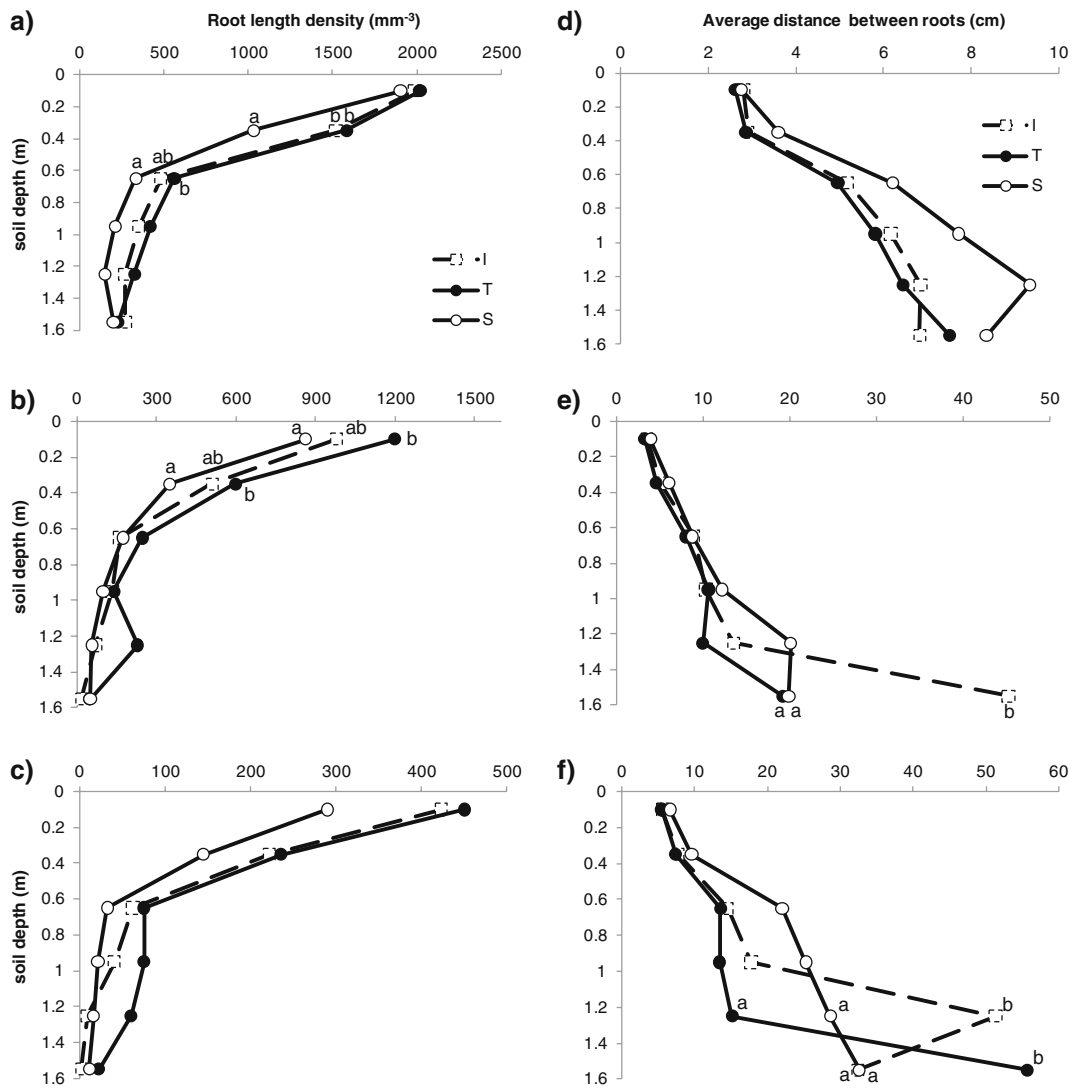 a) Root length density (mm-3)
0 500 1000 1500 2000 2500
0
0.2
0.4
0.6
0.8
1
1.2
1.4
1.6
soil depth (m)
a b b
a ab
b
I
T
S
d) Average distance between roots (cm)
0 2 4 6 8 10
0
0.2
0.4
0.6
0.8
1
1.2
1.4
1.6
I
T
S
b)
0 300 600 900 1200 1500
0
0.2
0.4
0.6
0.8
1
1.2
1.4
1.6
soil depth (m)
a ab b
a ab
b
e)
0 10 20 30 40 50
0
0.2
0.4
0.6
0.8
1
1.2
1.4
1.6
a a b
c)
0 100 200 300 400 500
0
0.2
0.4
0.6
0.8
1
1.2
1.4
1.6
soil depth (m)
f)
0 10 20 30 40 50 60
0
0.2
0.4
0.6
0.8
1
1.2
1.4
1.6
a a b
a a b